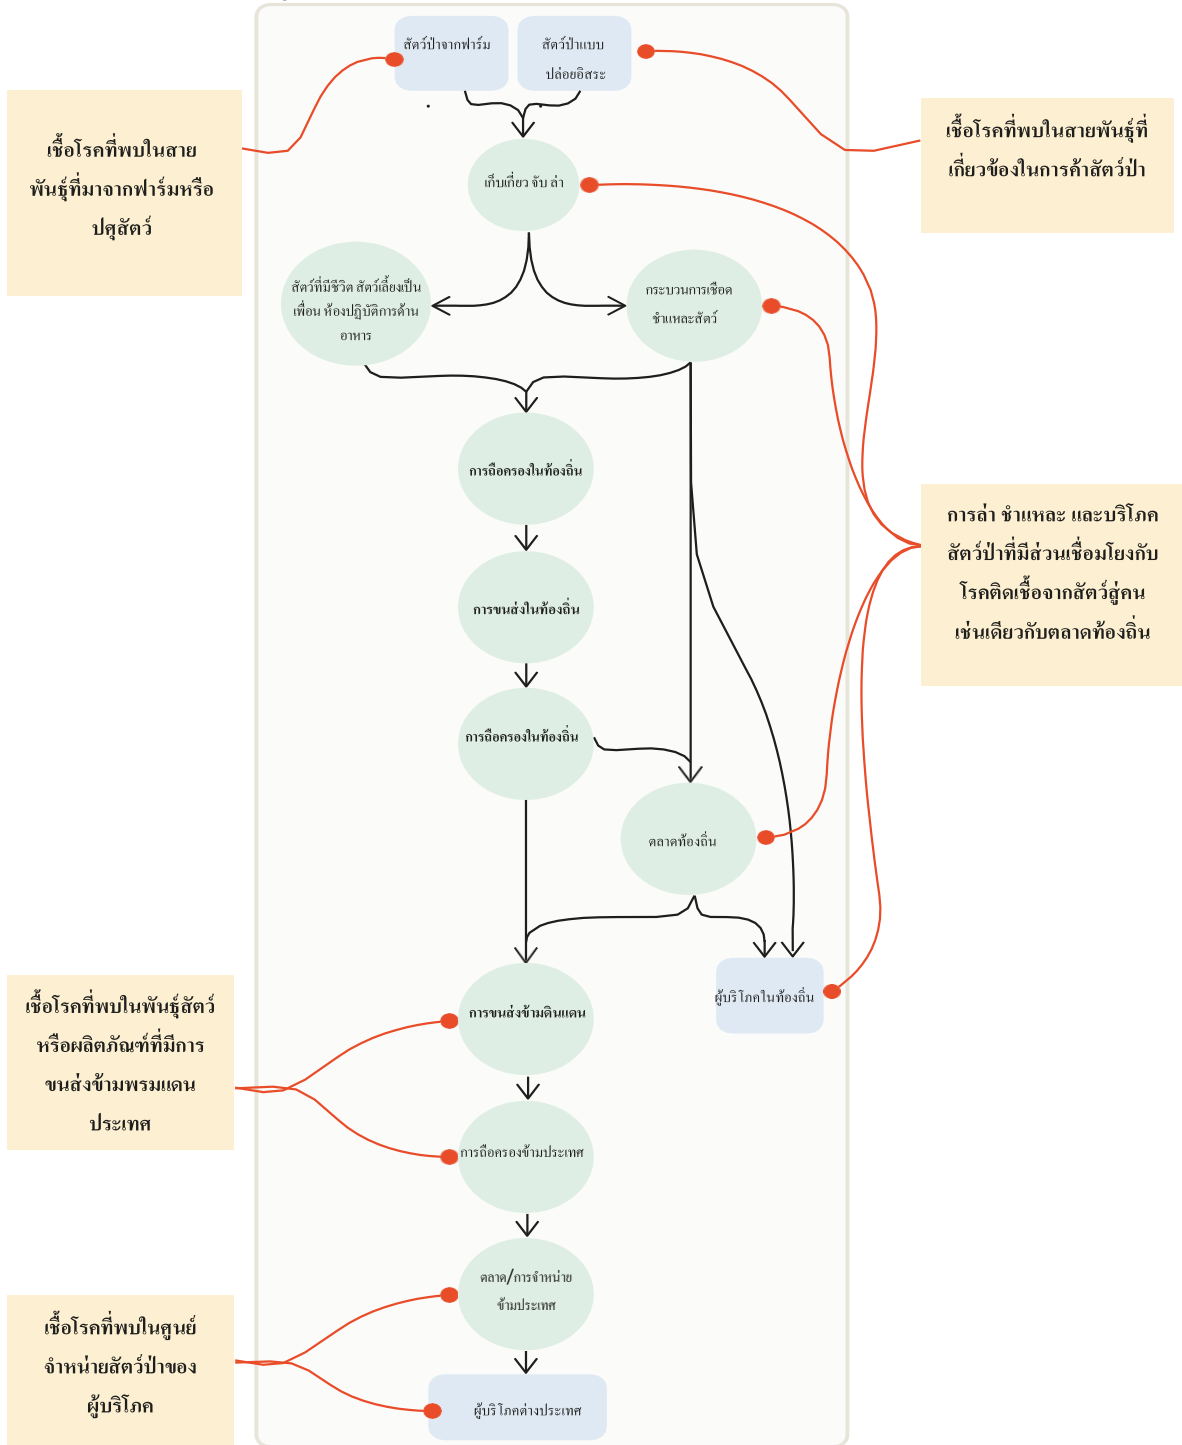 สัตว์ป่าจากฟาร์ม
สัตว์ป่าแบบ
ปล่อยอิสระ
เชื้อโรคที่พบในสาย
พันธุ์ที่มาจากฟาร์มหรือ
ปศุสัตว์
เชื้อโรคที่พบในสายพันธุ์ที่
เกี่ยวข้องในการค้าสัตว์ป่า
เก็บเกี่ยว จับ ล่า
สัตว์ที่มีชีวิต สัตว์เลี้ยงเป็น
เพื่อน ห้องปฏิบัติการด้าน
อาหาร
กระบวนการเชือด
ชำแหละสัตว์
การถือครองในท้องถิ่น
การล่า ชำแหละ และบริโภค
สัตว์ป่าที่มีส่วนเชื่อมโยงกับ
โรคติดเชื้อจากสัตว์สู่คน
เช่นเดียวกับตลาดท้องถิ่น
การขนส่งในท้องถิ่น
การถือครองในท้องถิ่น
ตลาดท้องถิ่น
ผู้บริโภคในท้องถิ่น
เชื้อโรคที่พบในพันธุ์สัตว์
หรือผลิตภัณฑ์ที่มีการ
ขนส่งข้ามพรมแดน
ประเทศ
การขนส่งข้ามดินแดน
การถือครองข้ามประเทศ
ตลาด/การจำหน่าย
ข้ามประเทศ
เชื้อโรคที่พบในศูนย์
จำหน่ายสัตว์ป่าของ
ผู้บริโภค
ผู้บริโภคต่างประเทศ